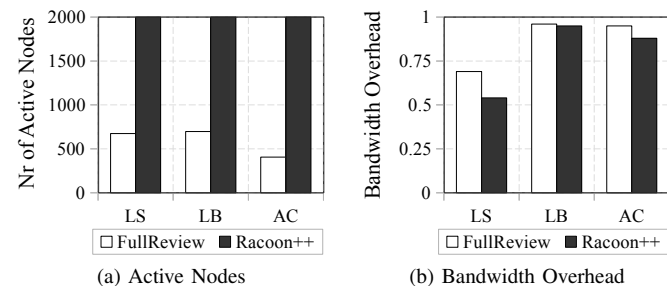 Nr of Active Nodes
2000
1500
1000
500
0
LS LB AC
FullReview Racoon++
(a) Active Nodes
Bandwidth Overhead
1
0.75
0.5
0.25
0
LS LB AC
FullReview Racoon++
(b) Bandwidth Overhead